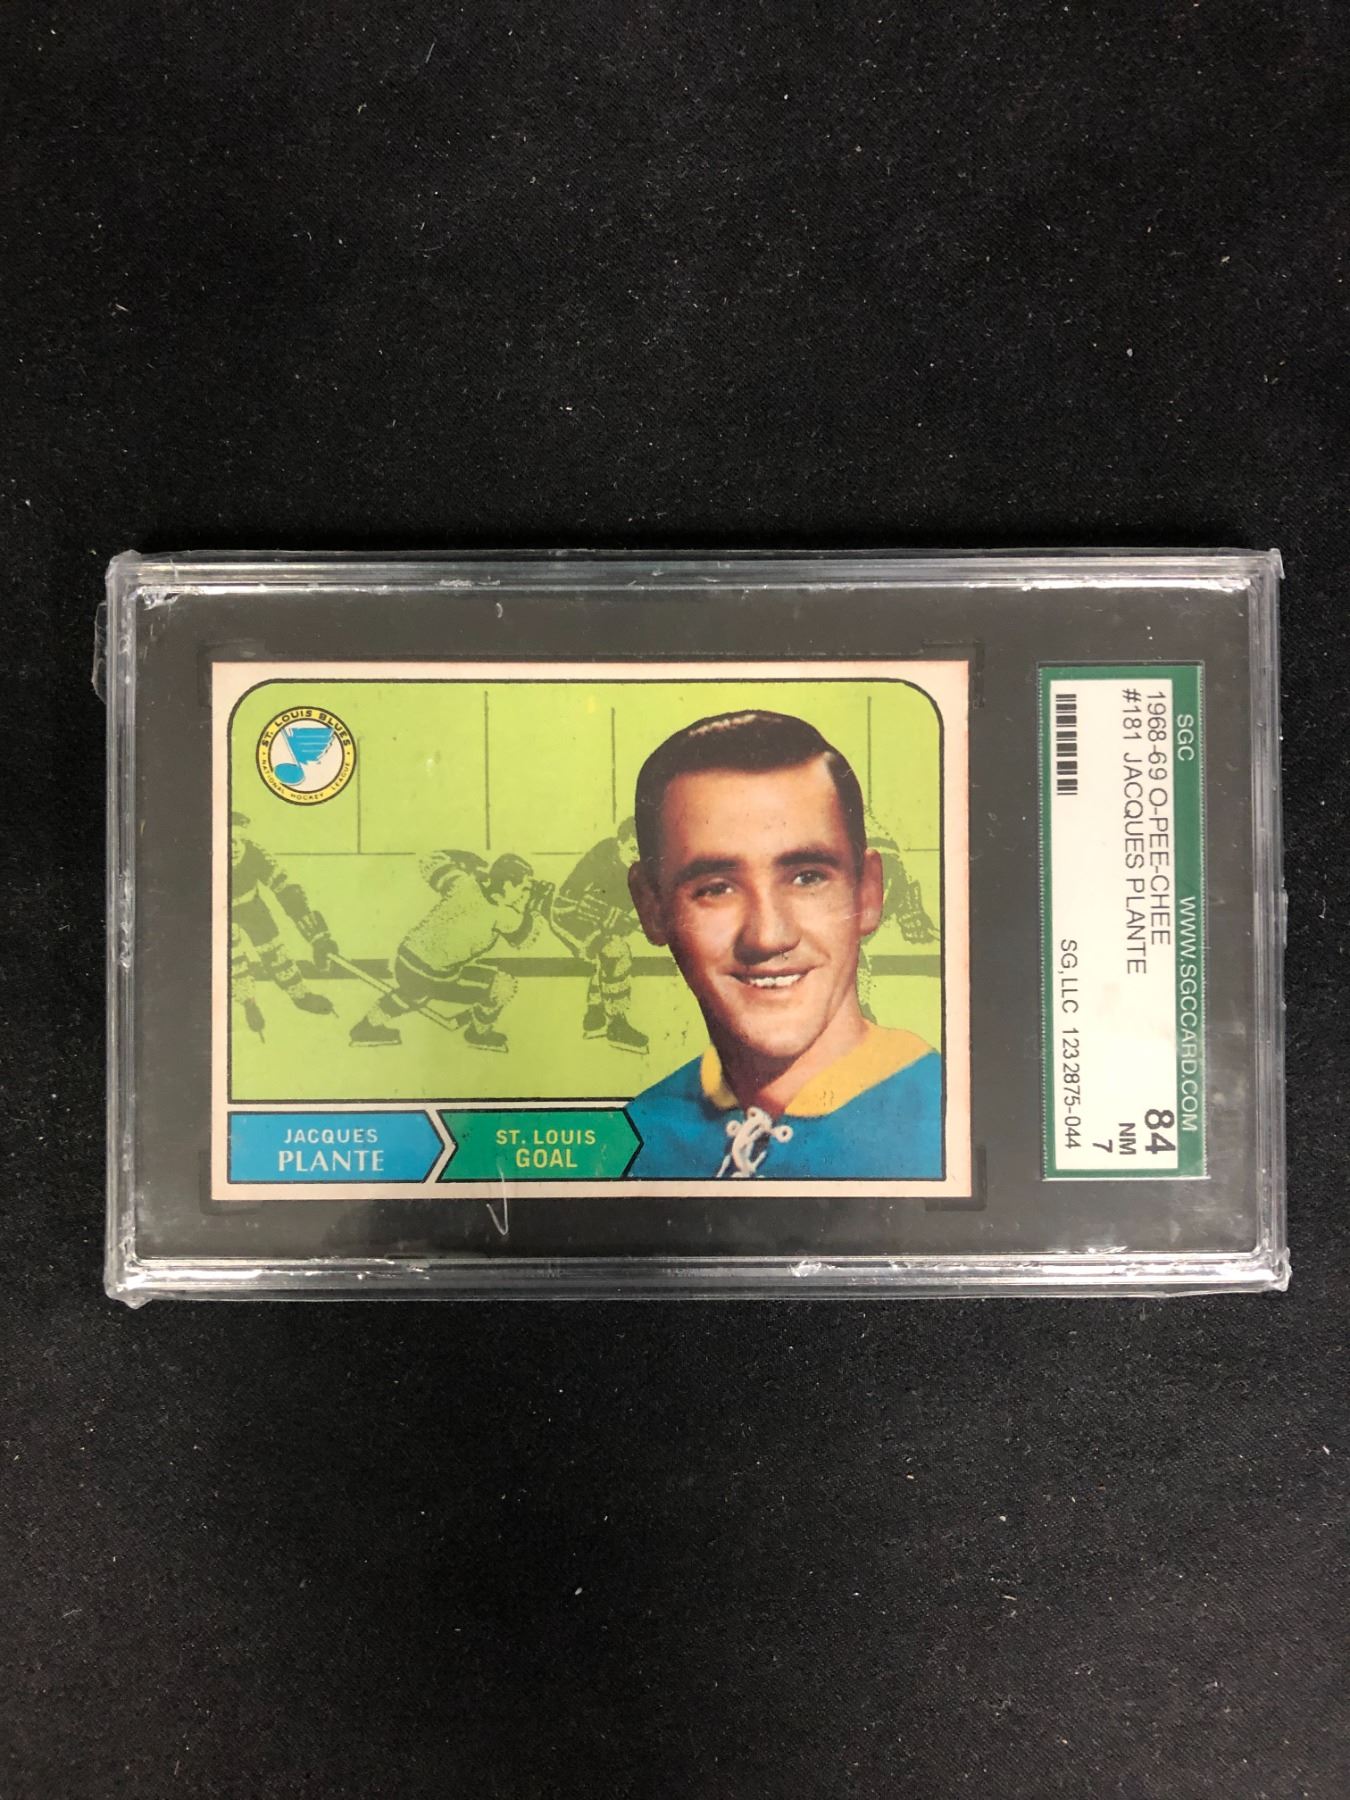 ST. LOUIS BLUES
NATIONAL HOCKEY LEAGUE
JACQUES
PLANTE
ST. LOUIS
GOAL
SGC WWW.SGCCARD.COM
1968-69 O-PEE-CHEE
#181 JACQUES PLANTE
84
NM
7
SG, LLC 1232875-044